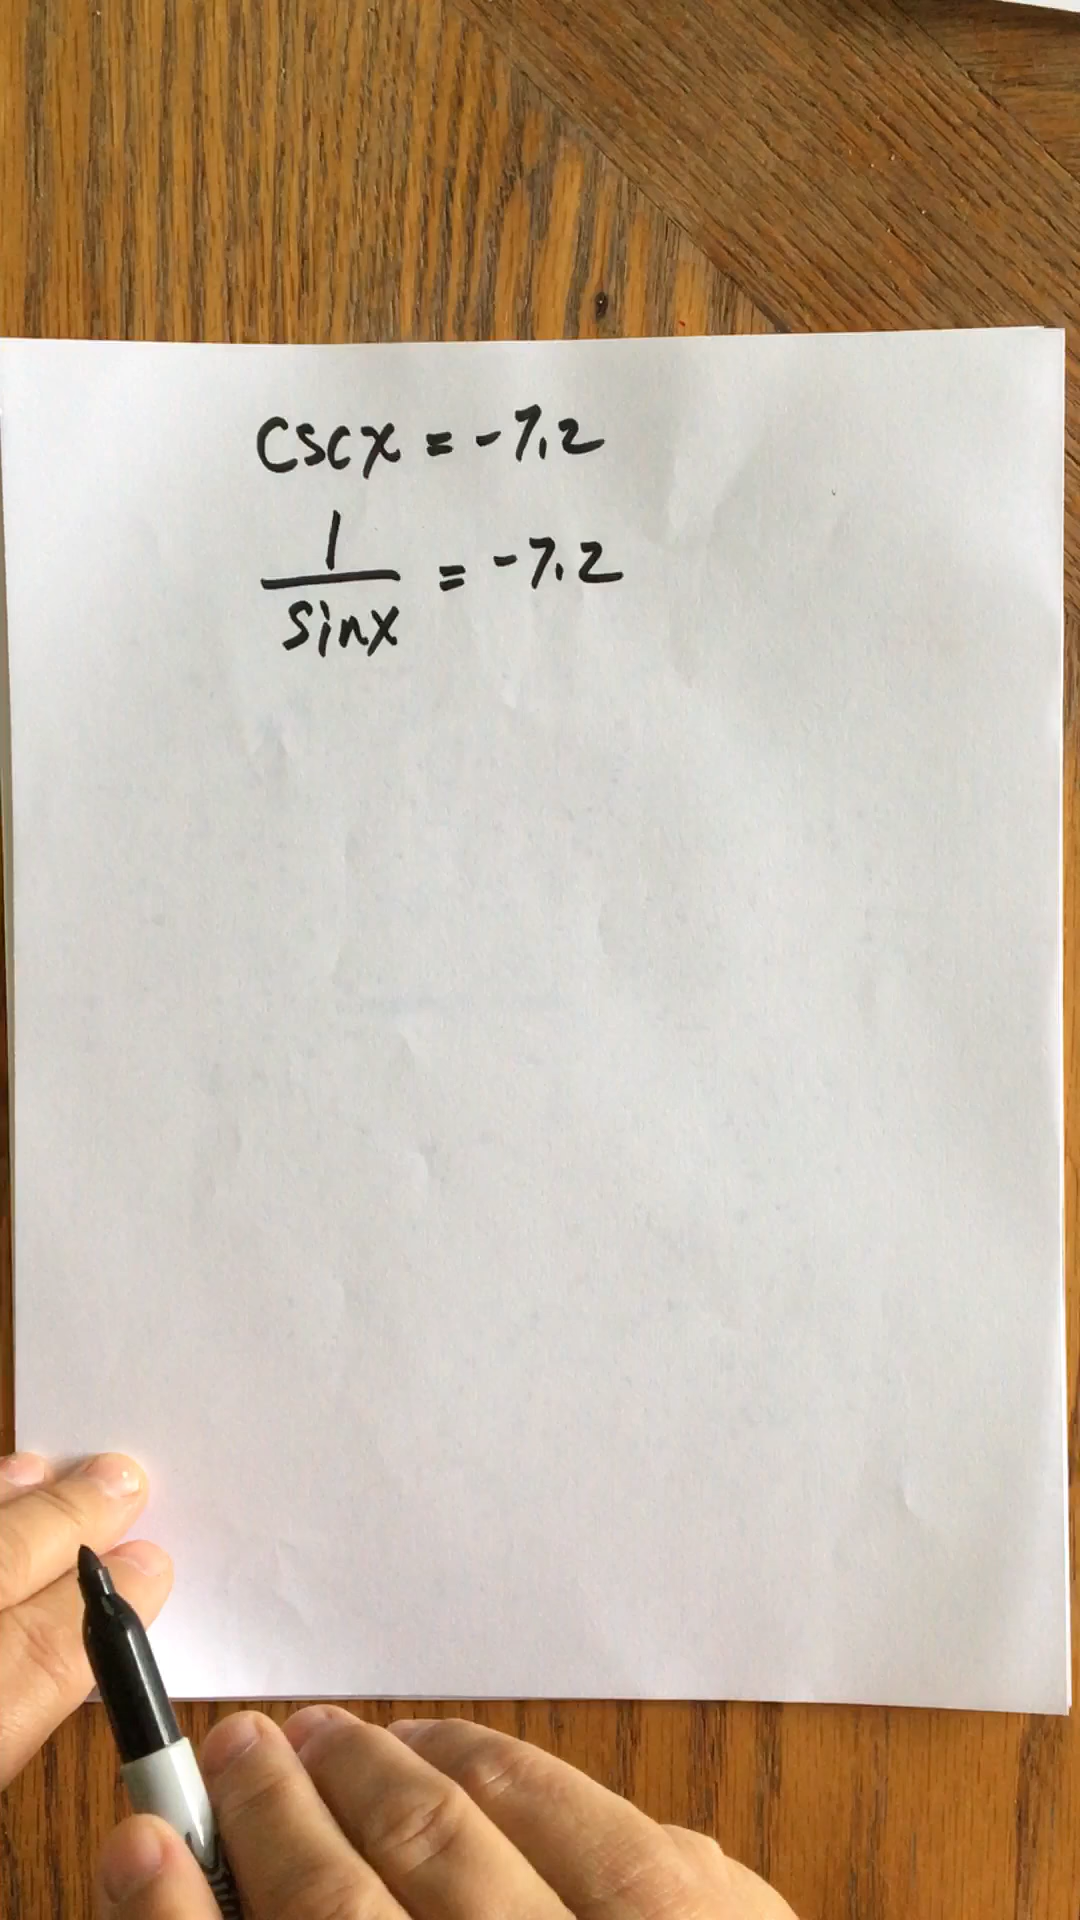 cscx = -7.2
1
sinx = -7.2